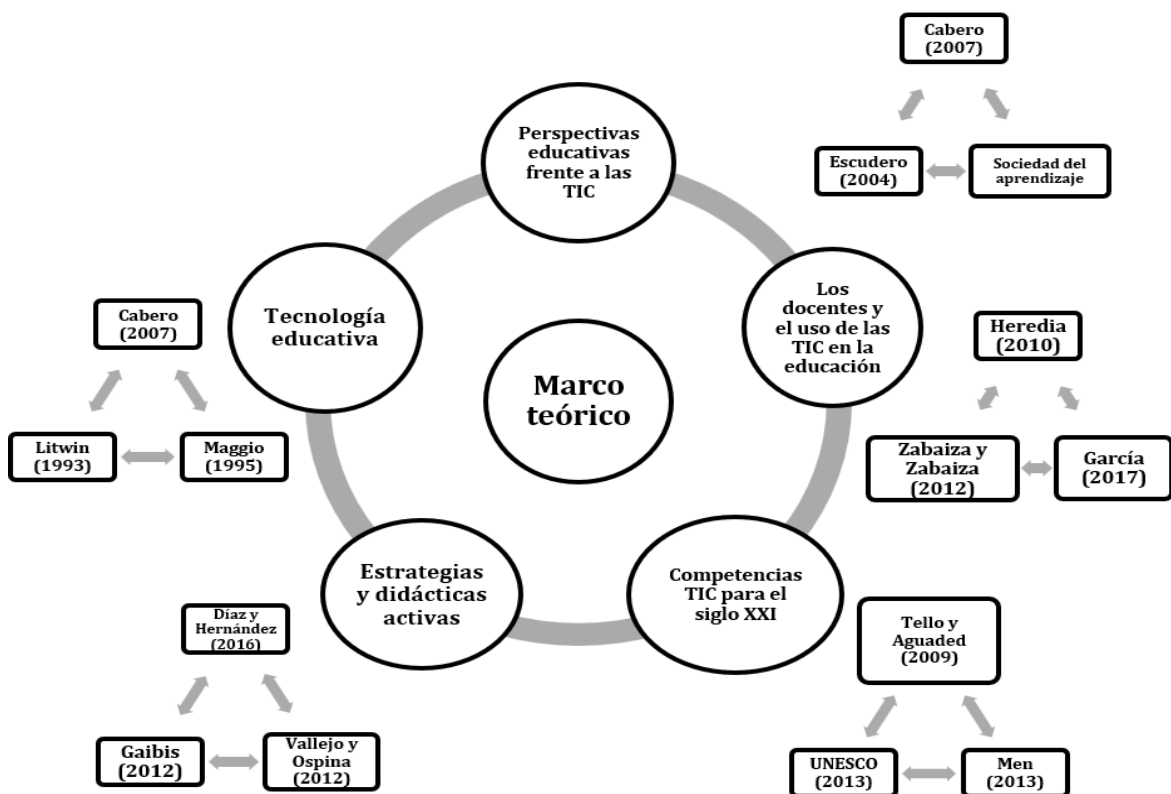 Cabero
(2007)
Escudero
(2004)
Sociedad del
aprendizaje
Perspectivas
educativas
frente a las
TIC
Tecnología
educativa
Los
docentes y
el uso de las
TIC en la
educación
Marco
teórico
Cabero
(2007)
Litwin
(1993)
Maggio
(1995)
Heredia
(2010)
Zabaiza y
Zabaiza
(2012)
García
(2017)
Estrategias
y didácticas
activas
Competencias
TIC para el
siglo XXI
Díaz y
Hernández
(2016)
Gaibis
(2012)
Vallejo y
Ospina
(2012)
Tello y
Aguaded
(2009)
UNESCO
(2013)
Men
(2013)